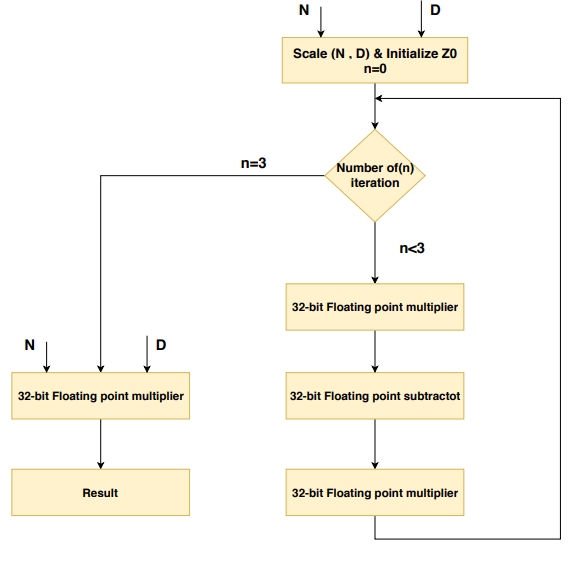 N
D
Scale (N , D) & Initialize Z0
n=0
Number of(n)
iteration
n=3
n<3
32-bit Floating point multiplier
N
D
32-bit Floating point multiplier
32-bit Floating point subtractot
Result
32-bit Floating point multiplier